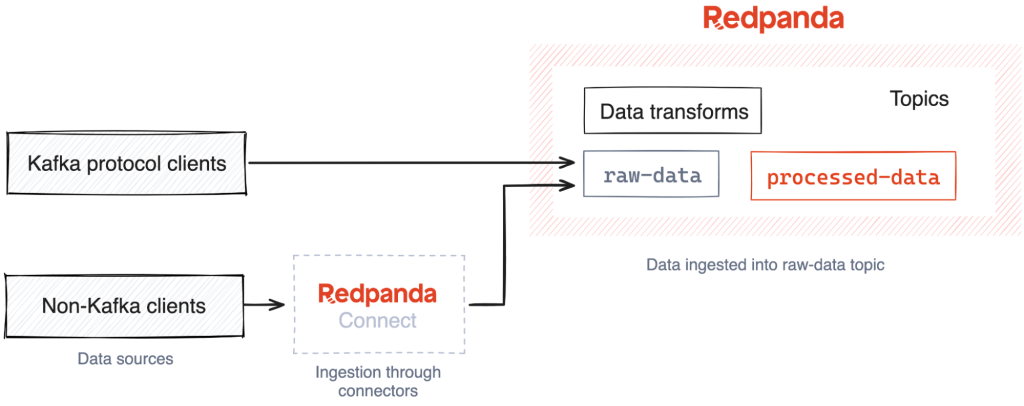 Redpanda
Data transforms
Topics
Kafka protocol clients
raw-data
processed-data
Data ingested into raw-data topic
Non-Kafka clients
Redpanda
Connect
Data sources
Ingestion through
connectors